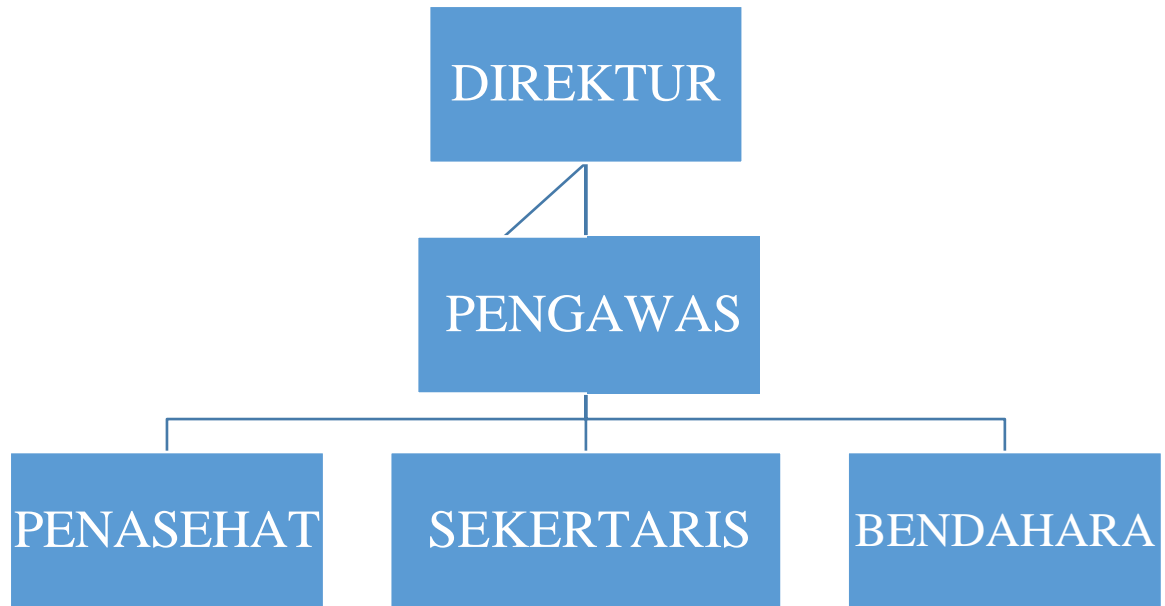 DIREKTUR
PENGAWAS
PENASEHAT
SEKERTARIS
BENDAHARA